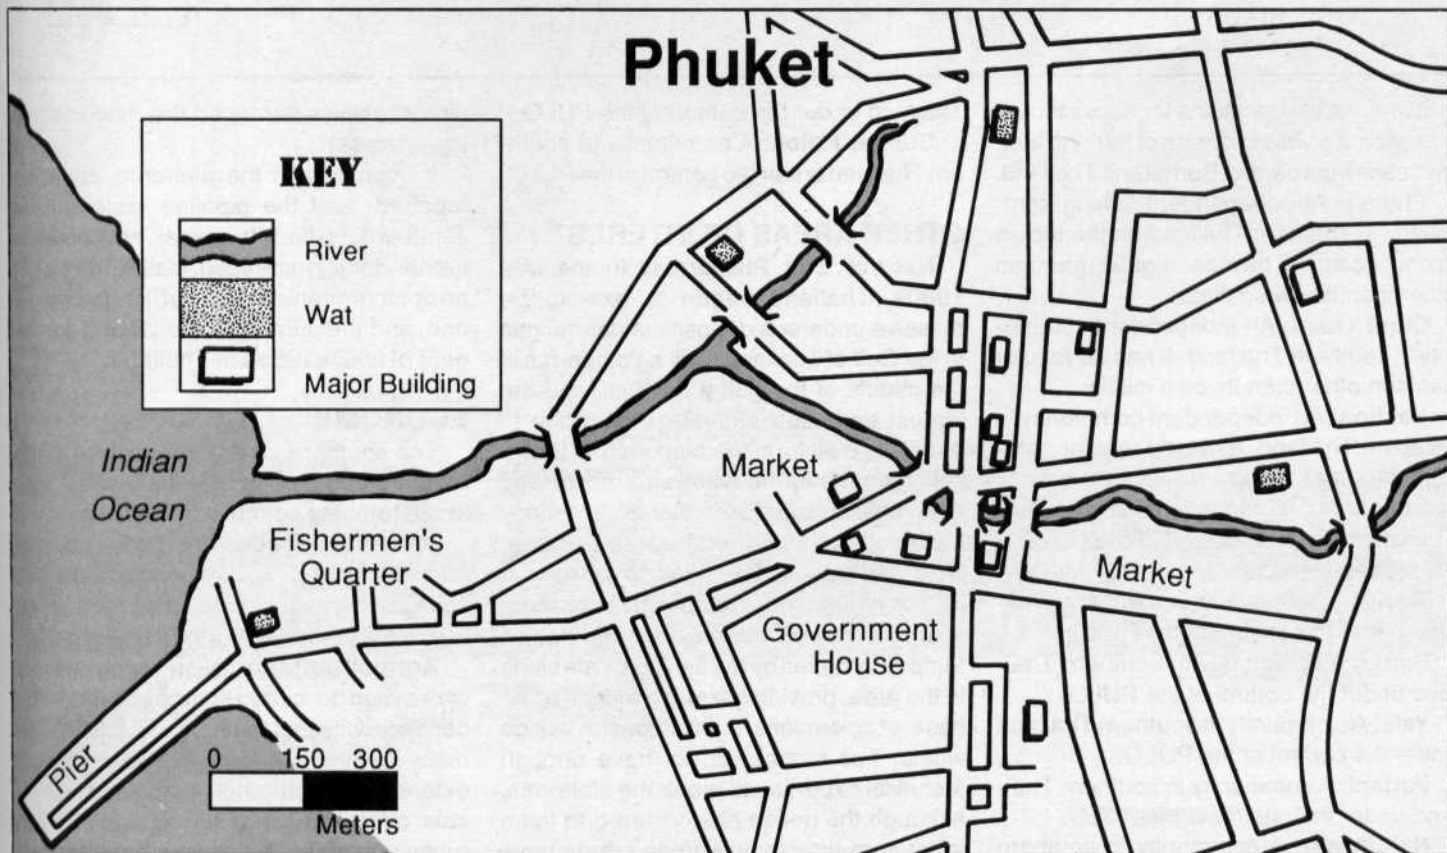 Phuket
KEY
River
Wat
Major Building
Indian
Ocean
Fishermen's
Quarter
Market
Market
Government
House
Pier
0 150 300
Meters